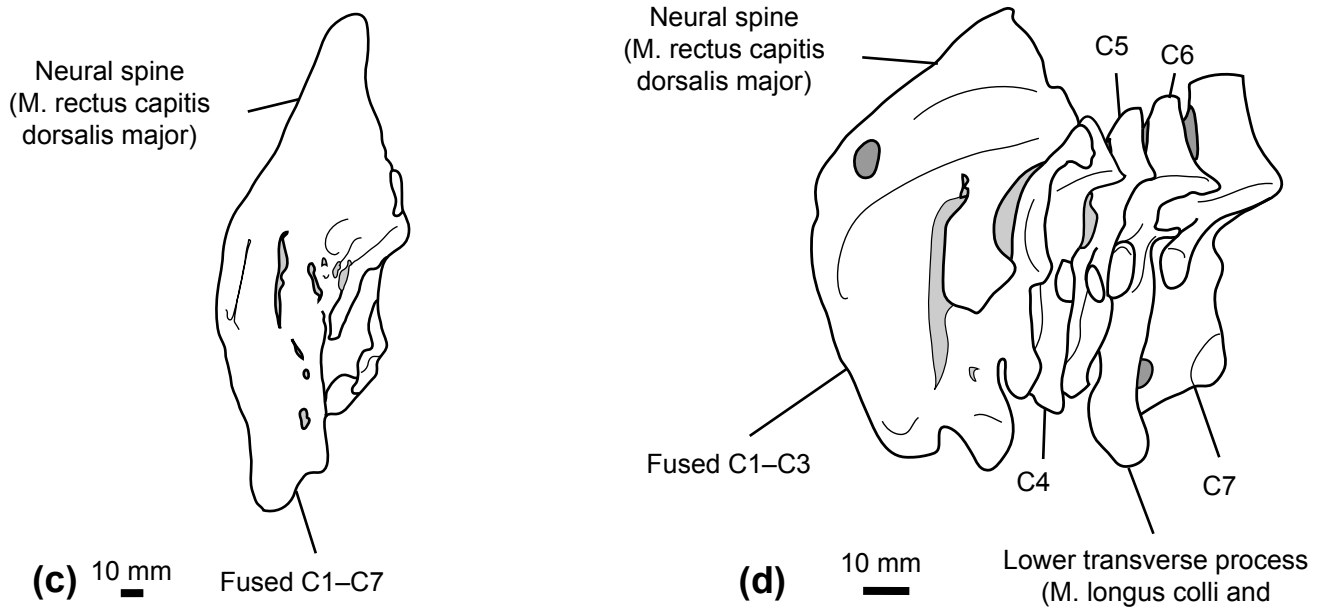 Neural spine
(M. rectus capitis
dorsalis major)
(c)
10 mm
Fused C1–C7
Neural spine
(M. rectus capitis
dorsalis major)
C5
C6
Fused C1–C3
C4
C7
(d)
10 mm
Lower transverse process
(M. longus colli and